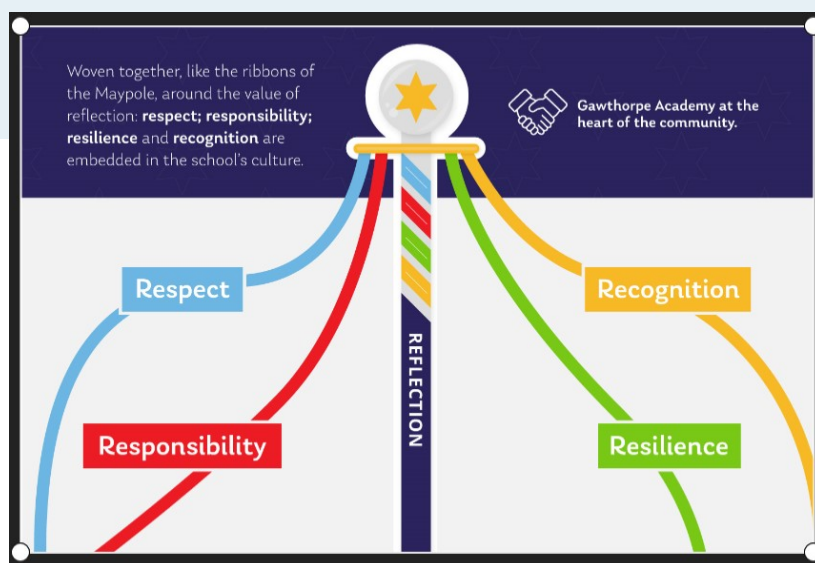 Woven together, like the ribbons of
the Maypole, around the value of
reflection: respect; responsibility;
resilience and recognition are
embedded in the school's culture.
Gawthorpe Academy at the
heart of the community.
Respect
Recognition
REFLECTION
Responsibility
Resilience